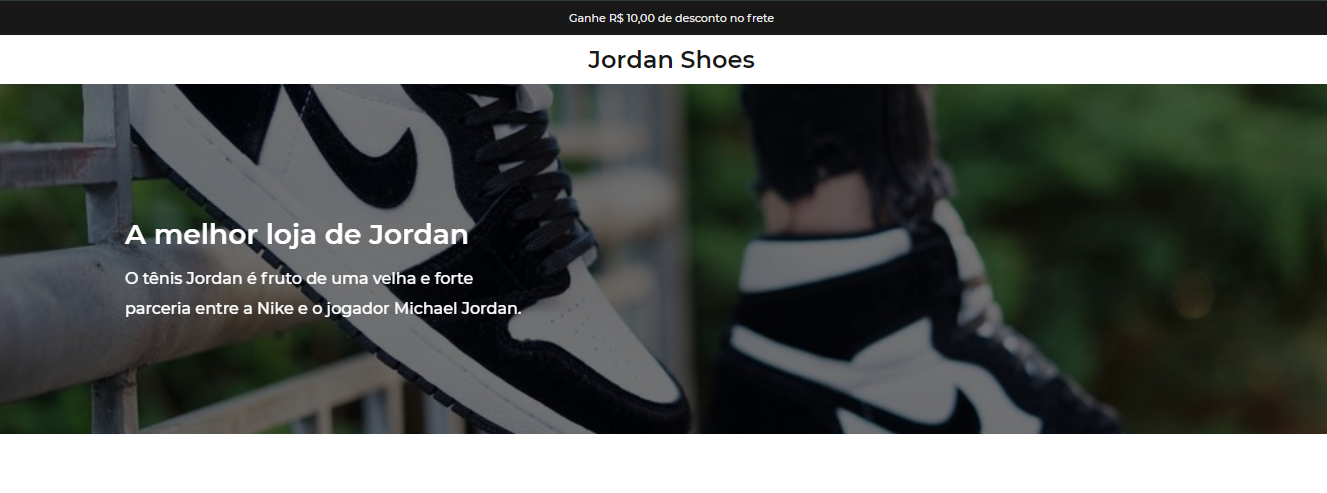 Ganhe R$ 10,00 de desconto no frete
Jordan Shoes
A melhor loja de Jordan
O tênis Jordan é fruto de uma velha e forte
parceria entre a Nike e o jogador Michael Jordan.